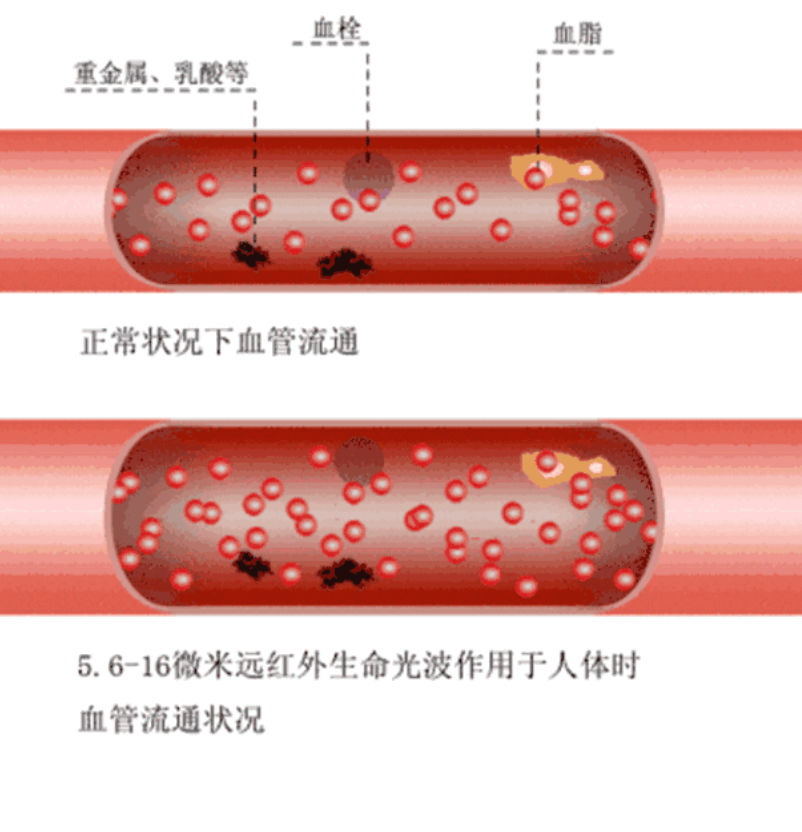 血栓
血脂
重金属、乳酸等
正常状况下血管流通
5.6-16微米远红外生命光波作用于人体时
血管流通状况